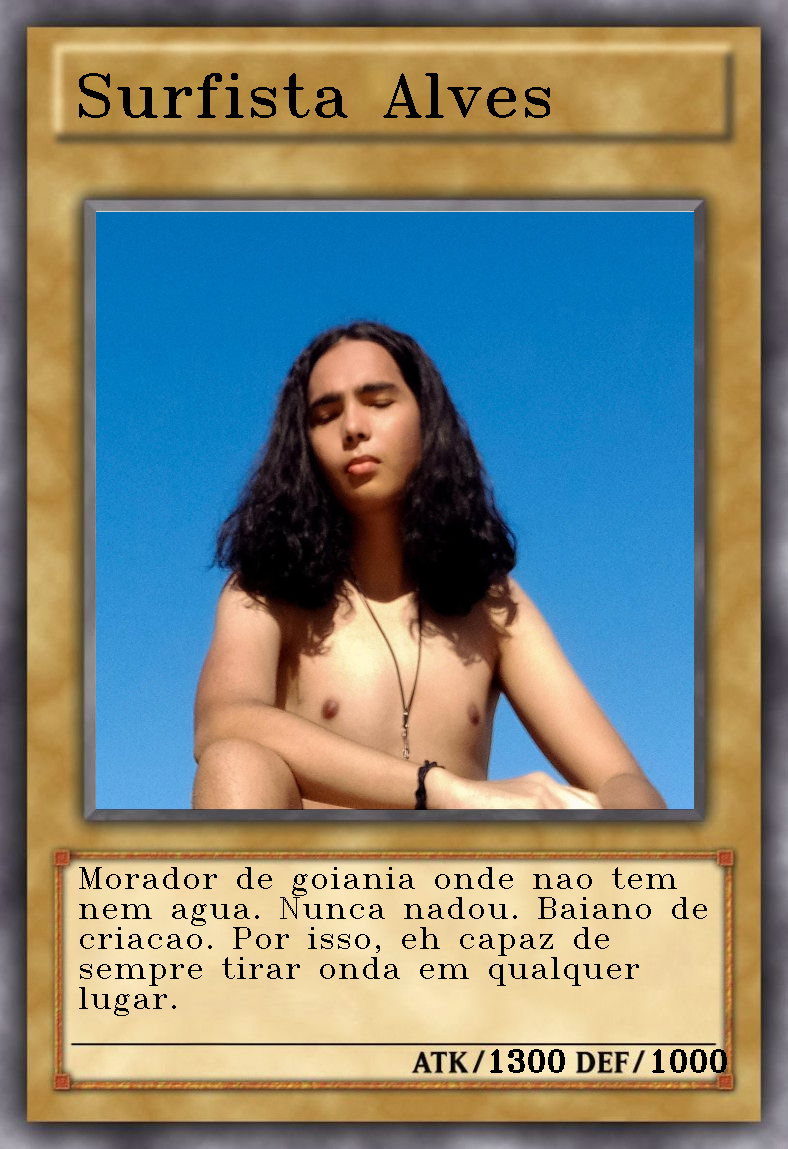 Surfista Alves
Morador de goiania onde nao tem
nem agua. Nunca nadou. Baiano de
criacao. Por isso, eh capaz de
sempre tirar onda em qualquer
lugar.
ATK/1300 DEF/1000